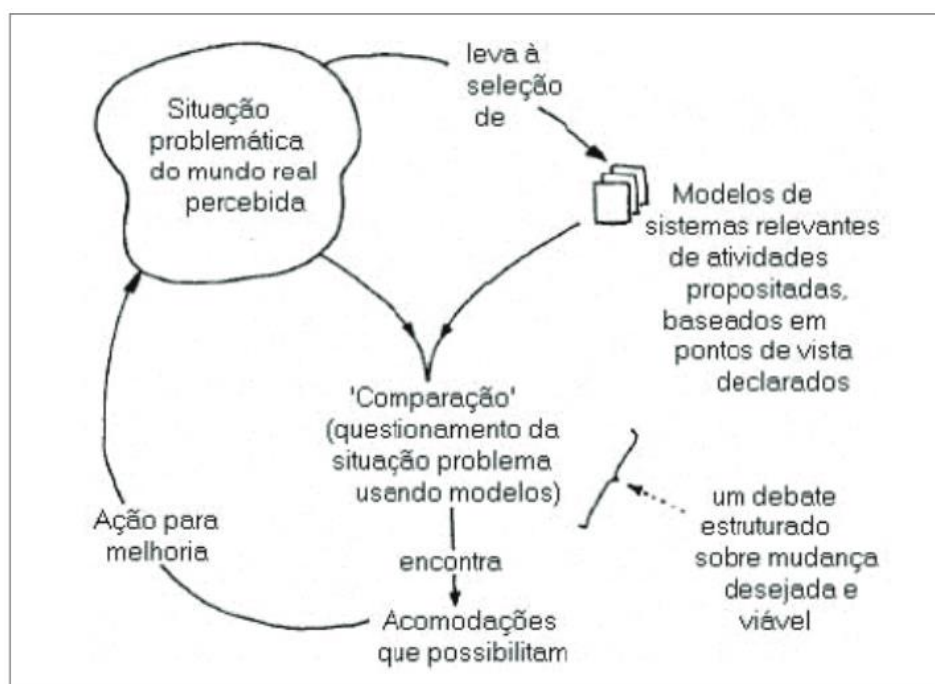 Situação
problemática
do mundo real
percebida
leva à
seleção
de
Modelos de
sistemas relevantes
de atividades
propositadas,
baseados em
pontos de vista
declarados
'Comparação'
(questionamento da
situação problema
usando modelos)
encontra
Acomodações
que possibilitam
um debate
estruturado
sobre mudança
desejada e
viável
Ação para
melhoria